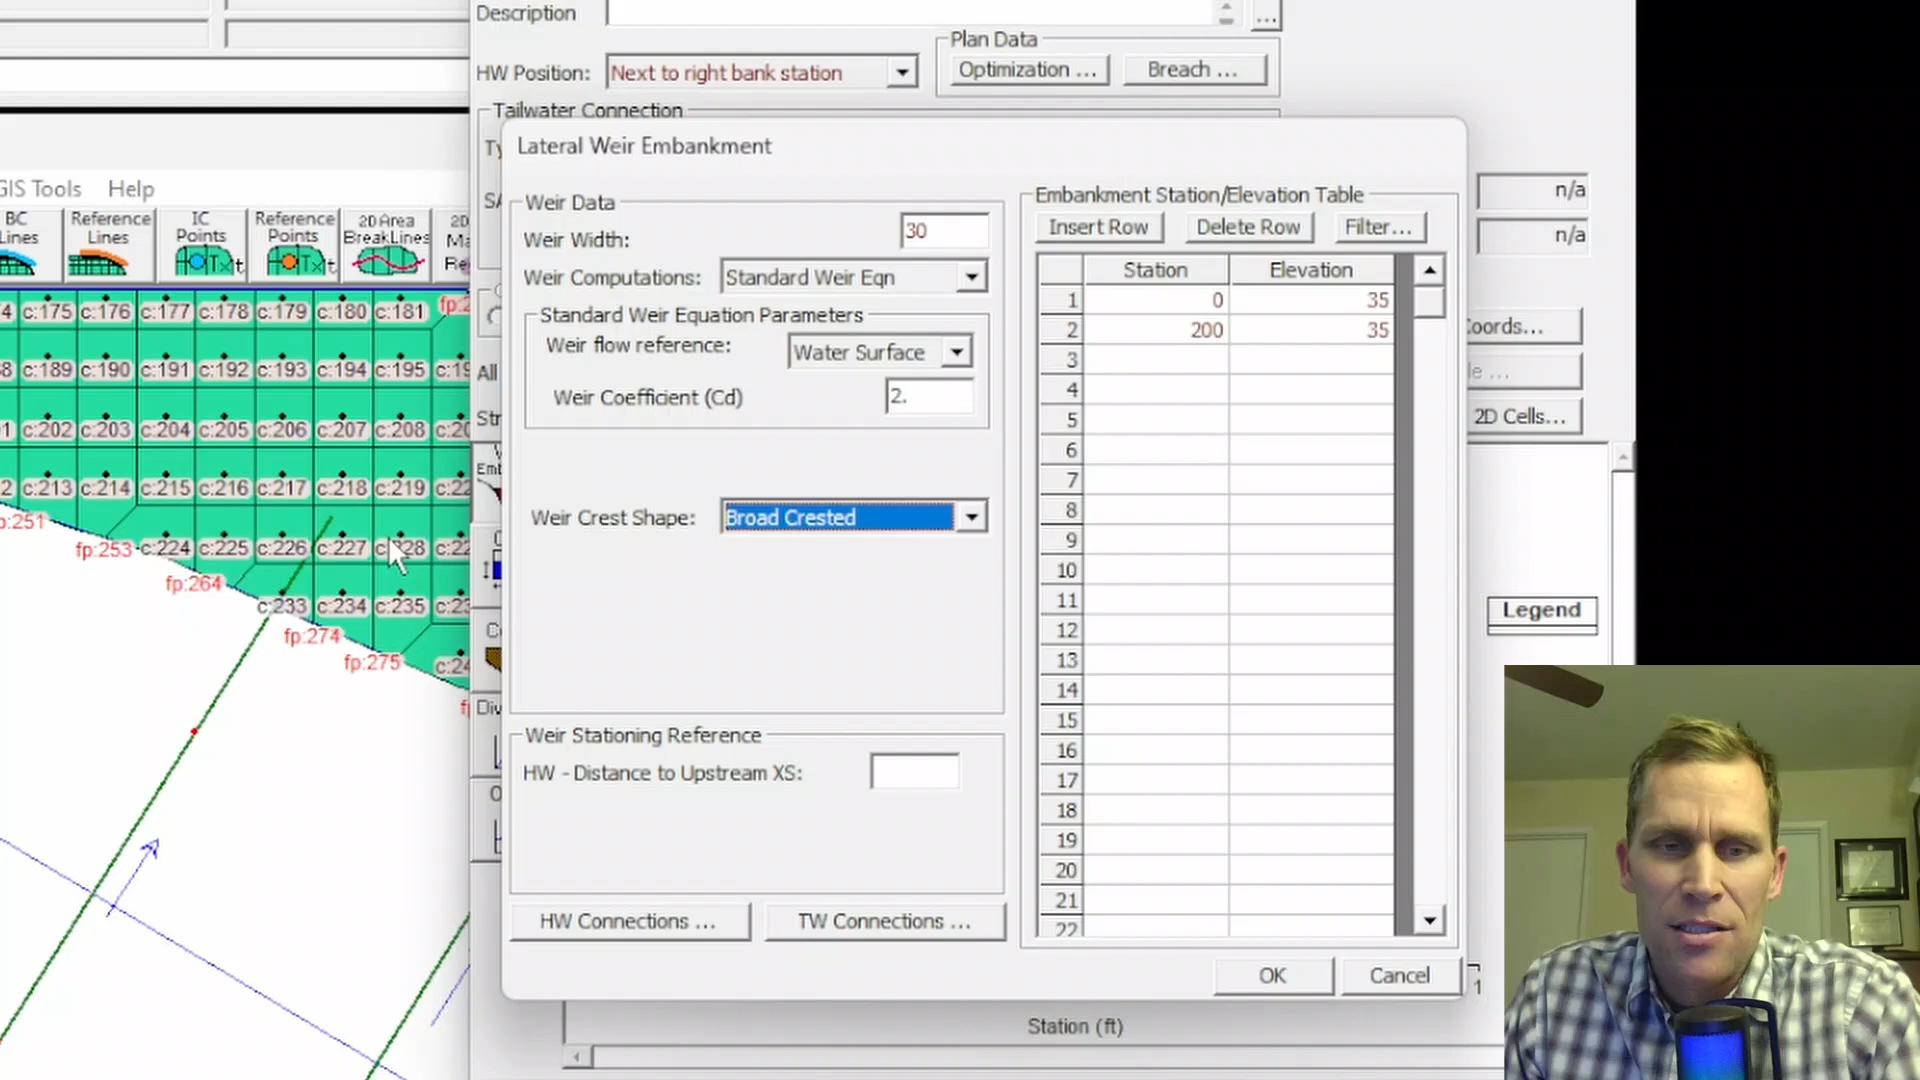 Description
...
Plan Data
HW Position: Next to right bank station
Optimization ... Breach ...
Tailwater Connection
Lateral Weir Embankment
GIS Tools Help
BC Lines
Reference Lines
IC Points
Reference Points
2D Area BreakLines
2D
Weir Data
Weir Width: 30
Weir Computations: Standard Weir Eqn
Standard Weir Equation Parameters
Weir flow reference: Water Surface
Weir Coefficient (Cd) 2.
Weir Crest Shape: Broad Crested
Weir Stationing Reference
HW - Distance to Upstream XS:
HW Connections ... TW Connections ...
Embankment Station/Elevation Table
Insert Row Delete Row Filter...
Station Elevation
1 0 35
2 200 35
3
4
5
6
7
8
9
10
11
12
13
14
15
16
17
18
19
20
21
22
OK Cancel
n/a
n/a
2D Cells...
Legend
All
1
Station (ft)
c:175 c:176 c:177 c:178 c:179 c:180 c:181
c:189 c:190 c:191 c:192 c:193 c:194 c:195
c:202 c:203 c:204 c:205 c:206 c:207 c:208
c:213 c:214 c:215 c:216 c:217 c:218 c:219
fp:253 c:224 c:225 c:226 c:227
fp:264 c:233 c:234 c:235
fp:274
fp:275